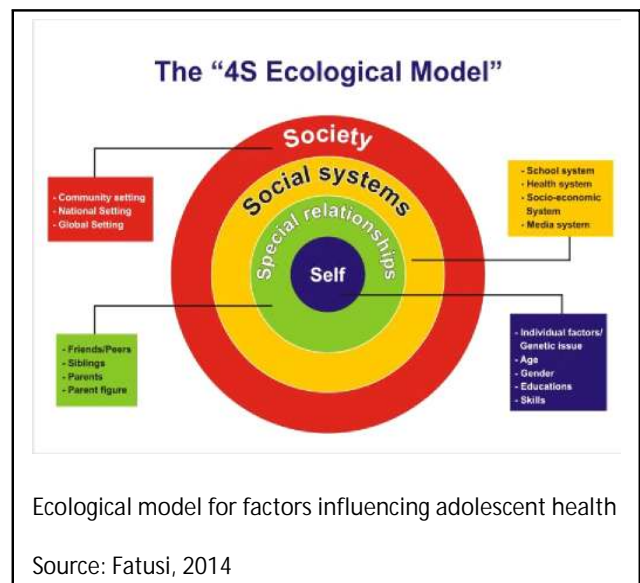 The “4S Ecological Model”
Society
Social systems
Special relationships
Self
- Community setting
- National Setting
- Global Setting
- School system
- Health system
- Socio-economic
System
- Media system
- Friends/Peers
- Siblings
- Parents
- Parent figure
- Individual factors/
Genetic issue
- Age
- Gender
- Educations
- Skills
Ecological model for factors influencing adolescent health
Source: Fatusi, 2014